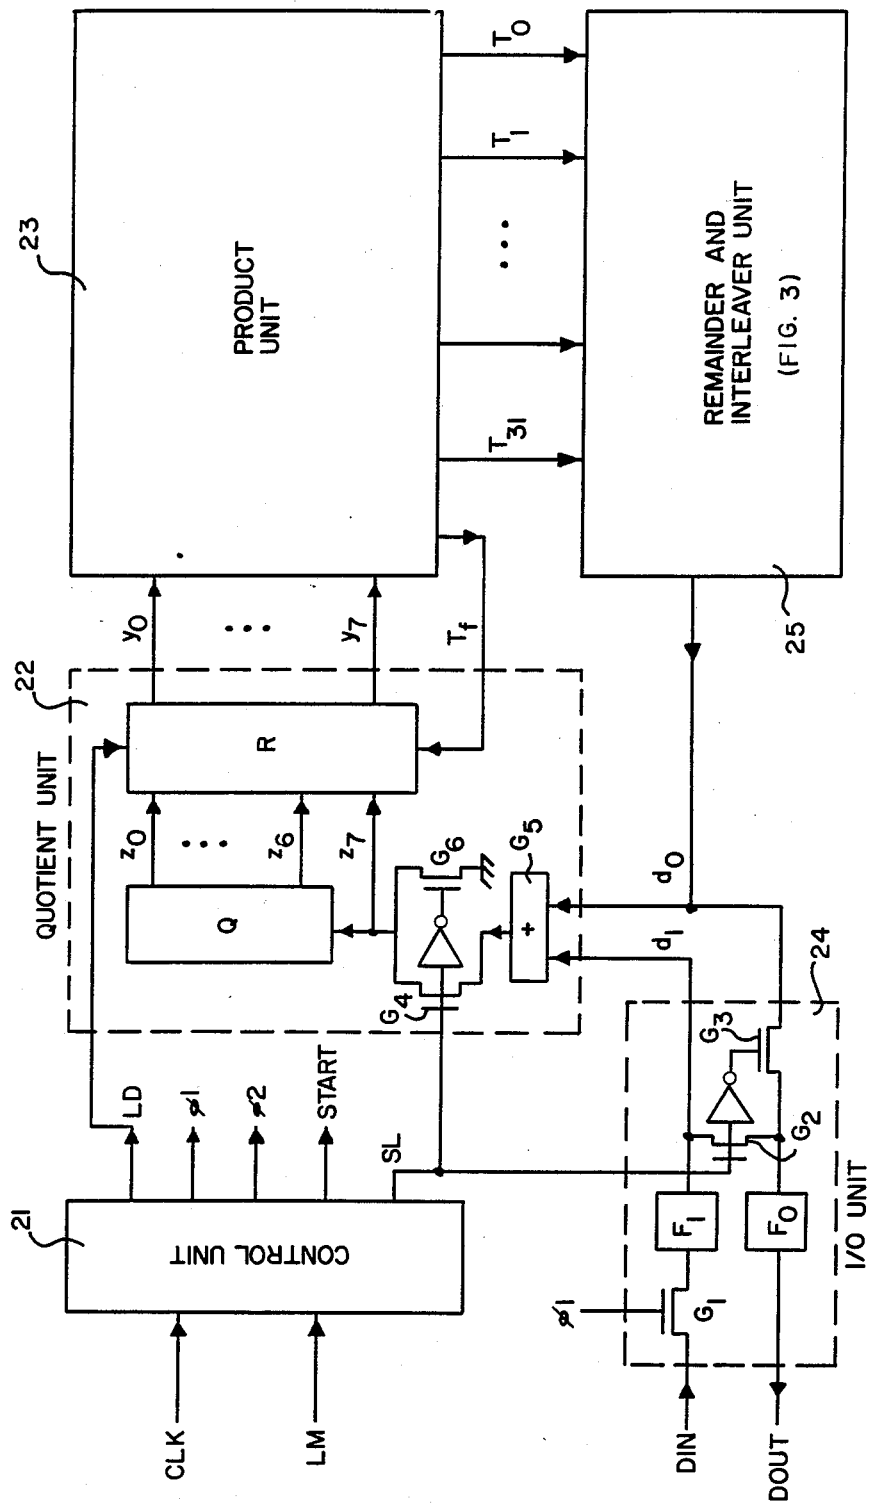 23
PRODUCT
UNIT
T0
T1
T31
REMAINDER AND
INTERLEAVER UNIT
(FIG. 3)
25
22
QUOTIENT UNIT
y0
y7
Tf
R
z0
z6
z7
Q
G6
G4
+
G5
d1
d0
21
CONTROL UNIT
CLK
LM
LD
ø1
ø2
START
SL
24
G3
G2
F1
F0
G1
ø1
I/O UNIT
DIN
DOUT